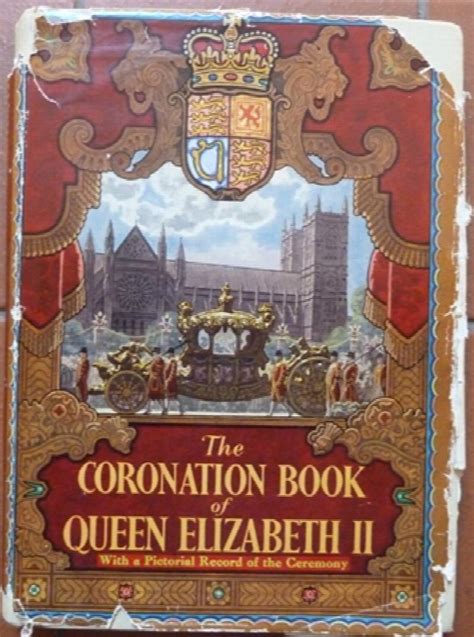 The
CORONATION BOOK
of
QUEEN ELIZABETH II
With a Pictorial Record of the Ceremony